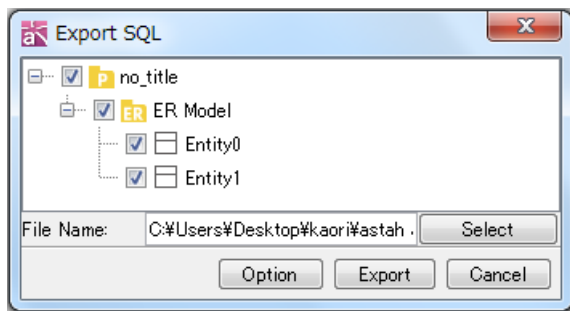 Export SQL
no_title
ER Model
Entity0
Entity1
File Name: C:¥Users¥Desktop¥kaori¥astah Select
Option Export Cancel